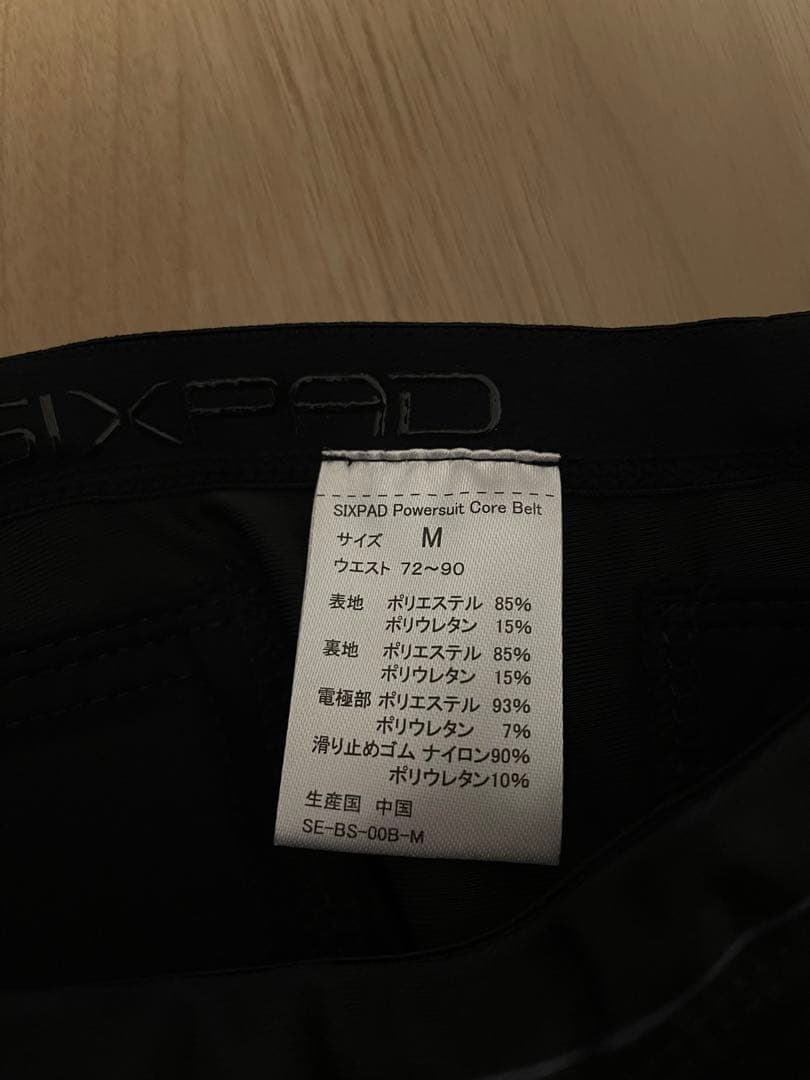 SIXPAD
SIXPAD Powersuit Core Belt
サイズ M
ウエスト 72～90
表地 ポリエステル 85%
ポリウレタン 15%
裏地 ポリエステル 85%
ポリウレタン 15%
電極部 ポリエステル 93%
ポリウレタン 7%
滑り止めゴム ナイロン90%
ポリウレタン10%
生産国 中国
SE-BS-00B-M